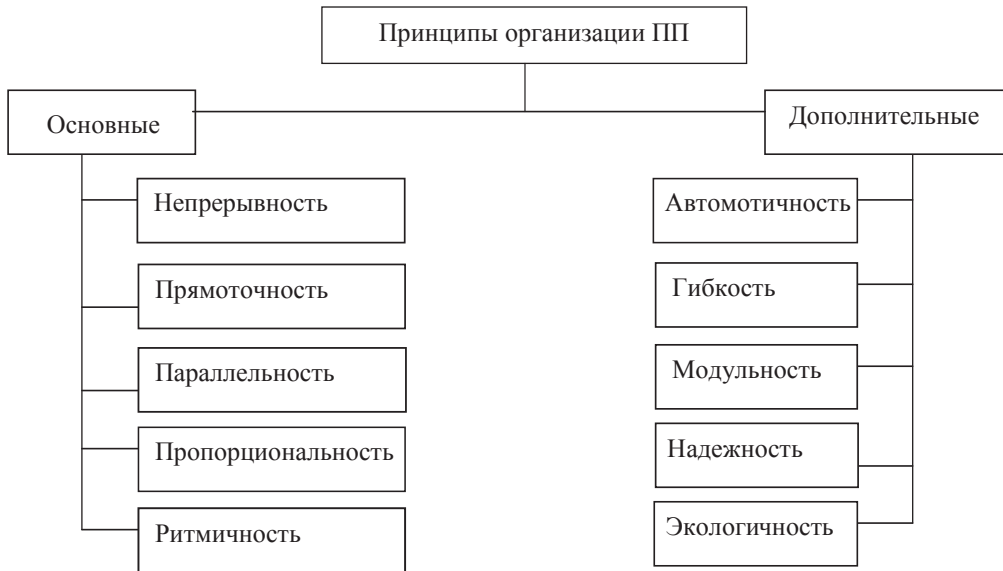 Принципы организации ПП
Основные
Дополнительные
Непрерывность
Автомотичность
Прямоточность
Гибкость
Параллельность
Модульность
Пропорциональность
Надежность
Ритмичность
Экологичность